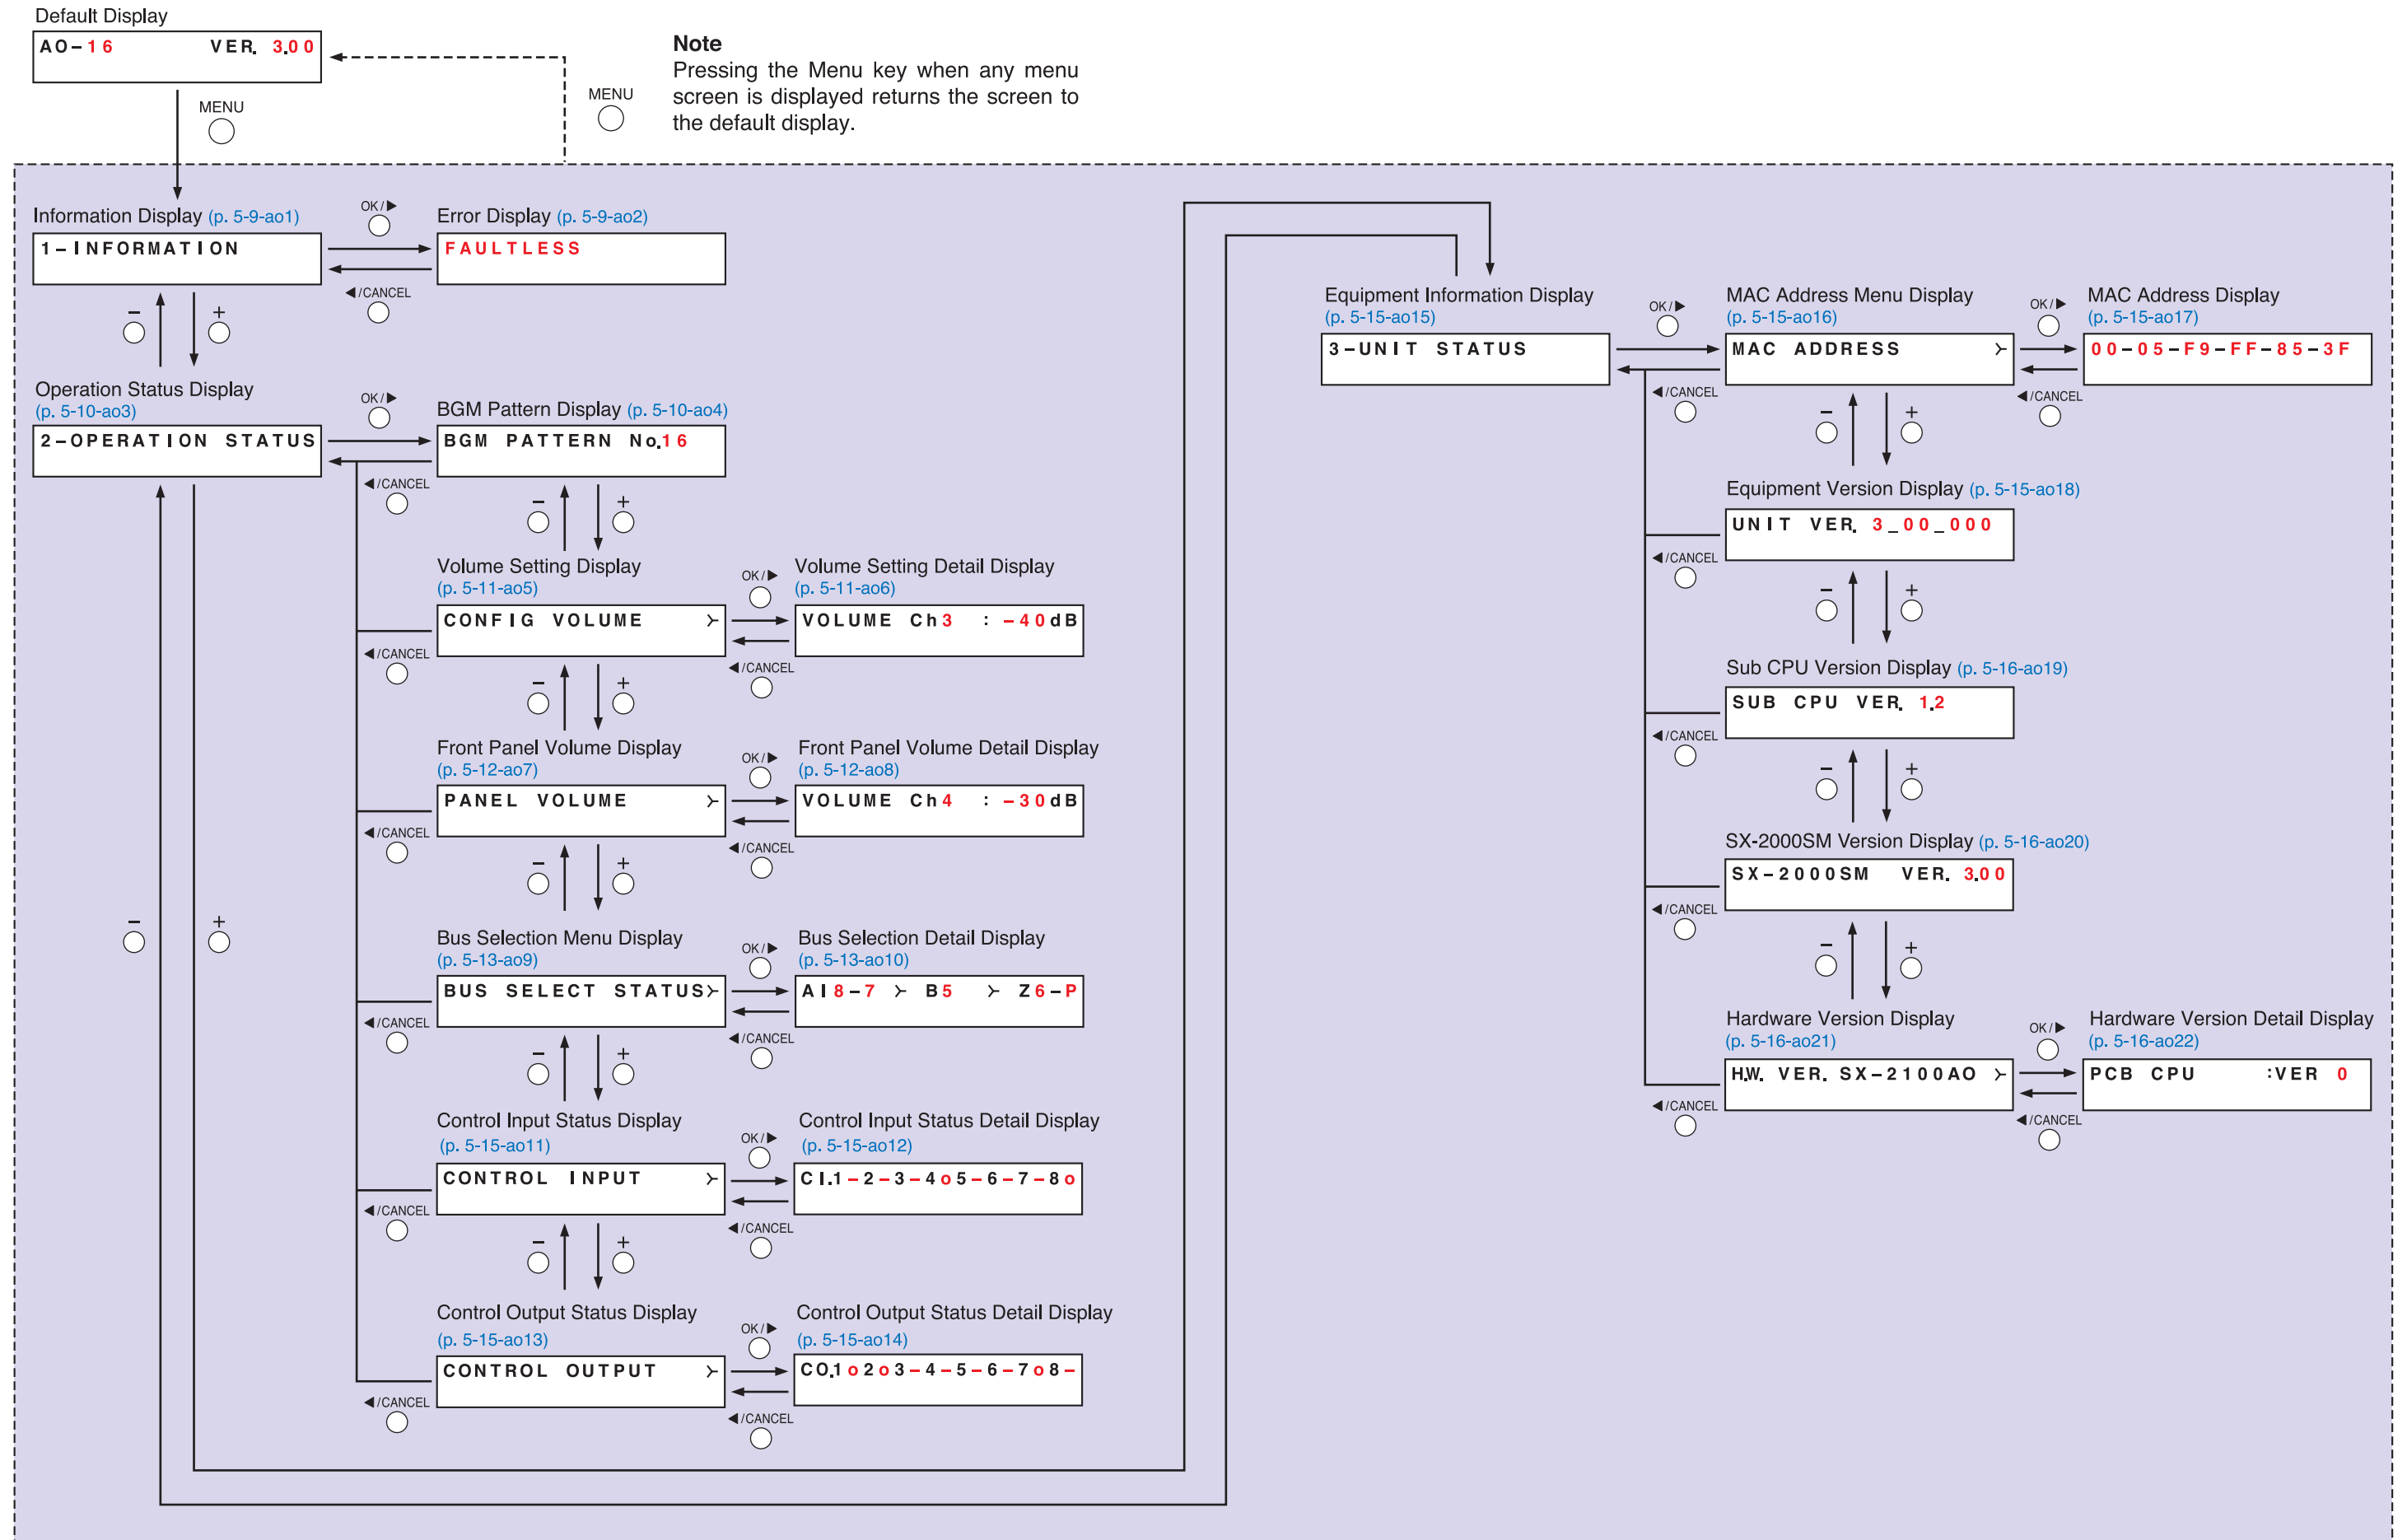 Default Display
AO-16 VER. 3.00
MENU
MENU
Note
Pressing the Menu key when any menu
screen is displayed returns the screen to
the default display.
Information Display (p. 5-9-ao1)
1-INFORMATION
OK/▶
◀/CANCEL
Error Display (p. 5-9-ao2)
FAULTLESS
− +
Operation Status Display
(p. 5-10-ao3)
2-OPERATION STATUS
OK/▶
◀/CANCEL
BGM Pattern Display (p. 5-10-ao4)
BGM PATTERN No.16
− +
Volume Setting Display
(p. 5-11-ao5)
CONFIG VOLUME ≻
◀/CANCEL
OK/▶
◀/CANCEL
Volume Setting Detail Display
(p. 5-11-ao6)
VOLUME Ch3 : -40dB
− +
Front Panel Volume Display
(p. 5-12-ao7)
PANEL VOLUME ≻
◀/CANCEL
OK/▶
◀/CANCEL
Front Panel Volume Detail Display
(p. 5-12-ao8)
VOLUME Ch4 : -30dB
− +
− +
Bus Selection Menu Display
(p. 5-13-ao9)
BUS SELECT STATUS≻
◀/CANCEL
OK/▶
◀/CANCEL
Bus Selection Detail Display
(p. 5-13-ao10)
AI8-7 ≻ B5 ≻ Z6-P
− +
Control Input Status Display
(p. 5-15-ao11)
CONTROL INPUT ≻
◀/CANCEL
OK/▶
◀/CANCEL
Control Input Status Detail Display
(p. 5-15-ao12)
CI.1-2-3-4o5-6-7-8o
− +
Control Output Status Display
(p. 5-15-ao13)
CONTROL OUTPUT ≻
◀/CANCEL
OK/▶
◀/CANCEL
Control Output Status Detail Display
(p. 5-15-ao14)
CO.1o2o3-4-5-6-7o8-
Equipment Information Display
(p. 5-15-ao15)
3-UNIT STATUS
OK/▶
◀/CANCEL
MAC Address Menu Display
(p. 5-15-ao16)
MAC ADDRESS ≻
OK/▶
◀/CANCEL
MAC Address Display
(p. 5-15-ao17)
00-05-F9-FF-85-3F
− +
Equipment Version Display (p. 5-15-ao18)
UNIT VER. 3_00_000
◀/CANCEL
− +
Sub CPU Version Display (p. 5-16-ao19)
SUB CPU VER. 1.2
◀/CANCEL
− +
SX-2000SM Version Display (p. 5-16-ao20)
SX-2000SM VER. 3.00
◀/CANCEL
− +
Hardware Version Display
(p. 5-16-ao21)
H.W. VER. SX-2100AO ≻
◀/CANCEL
OK/▶
◀/CANCEL
Hardware Version Detail Display
(p. 5-16-ao22)
PCB CPU :VER 0